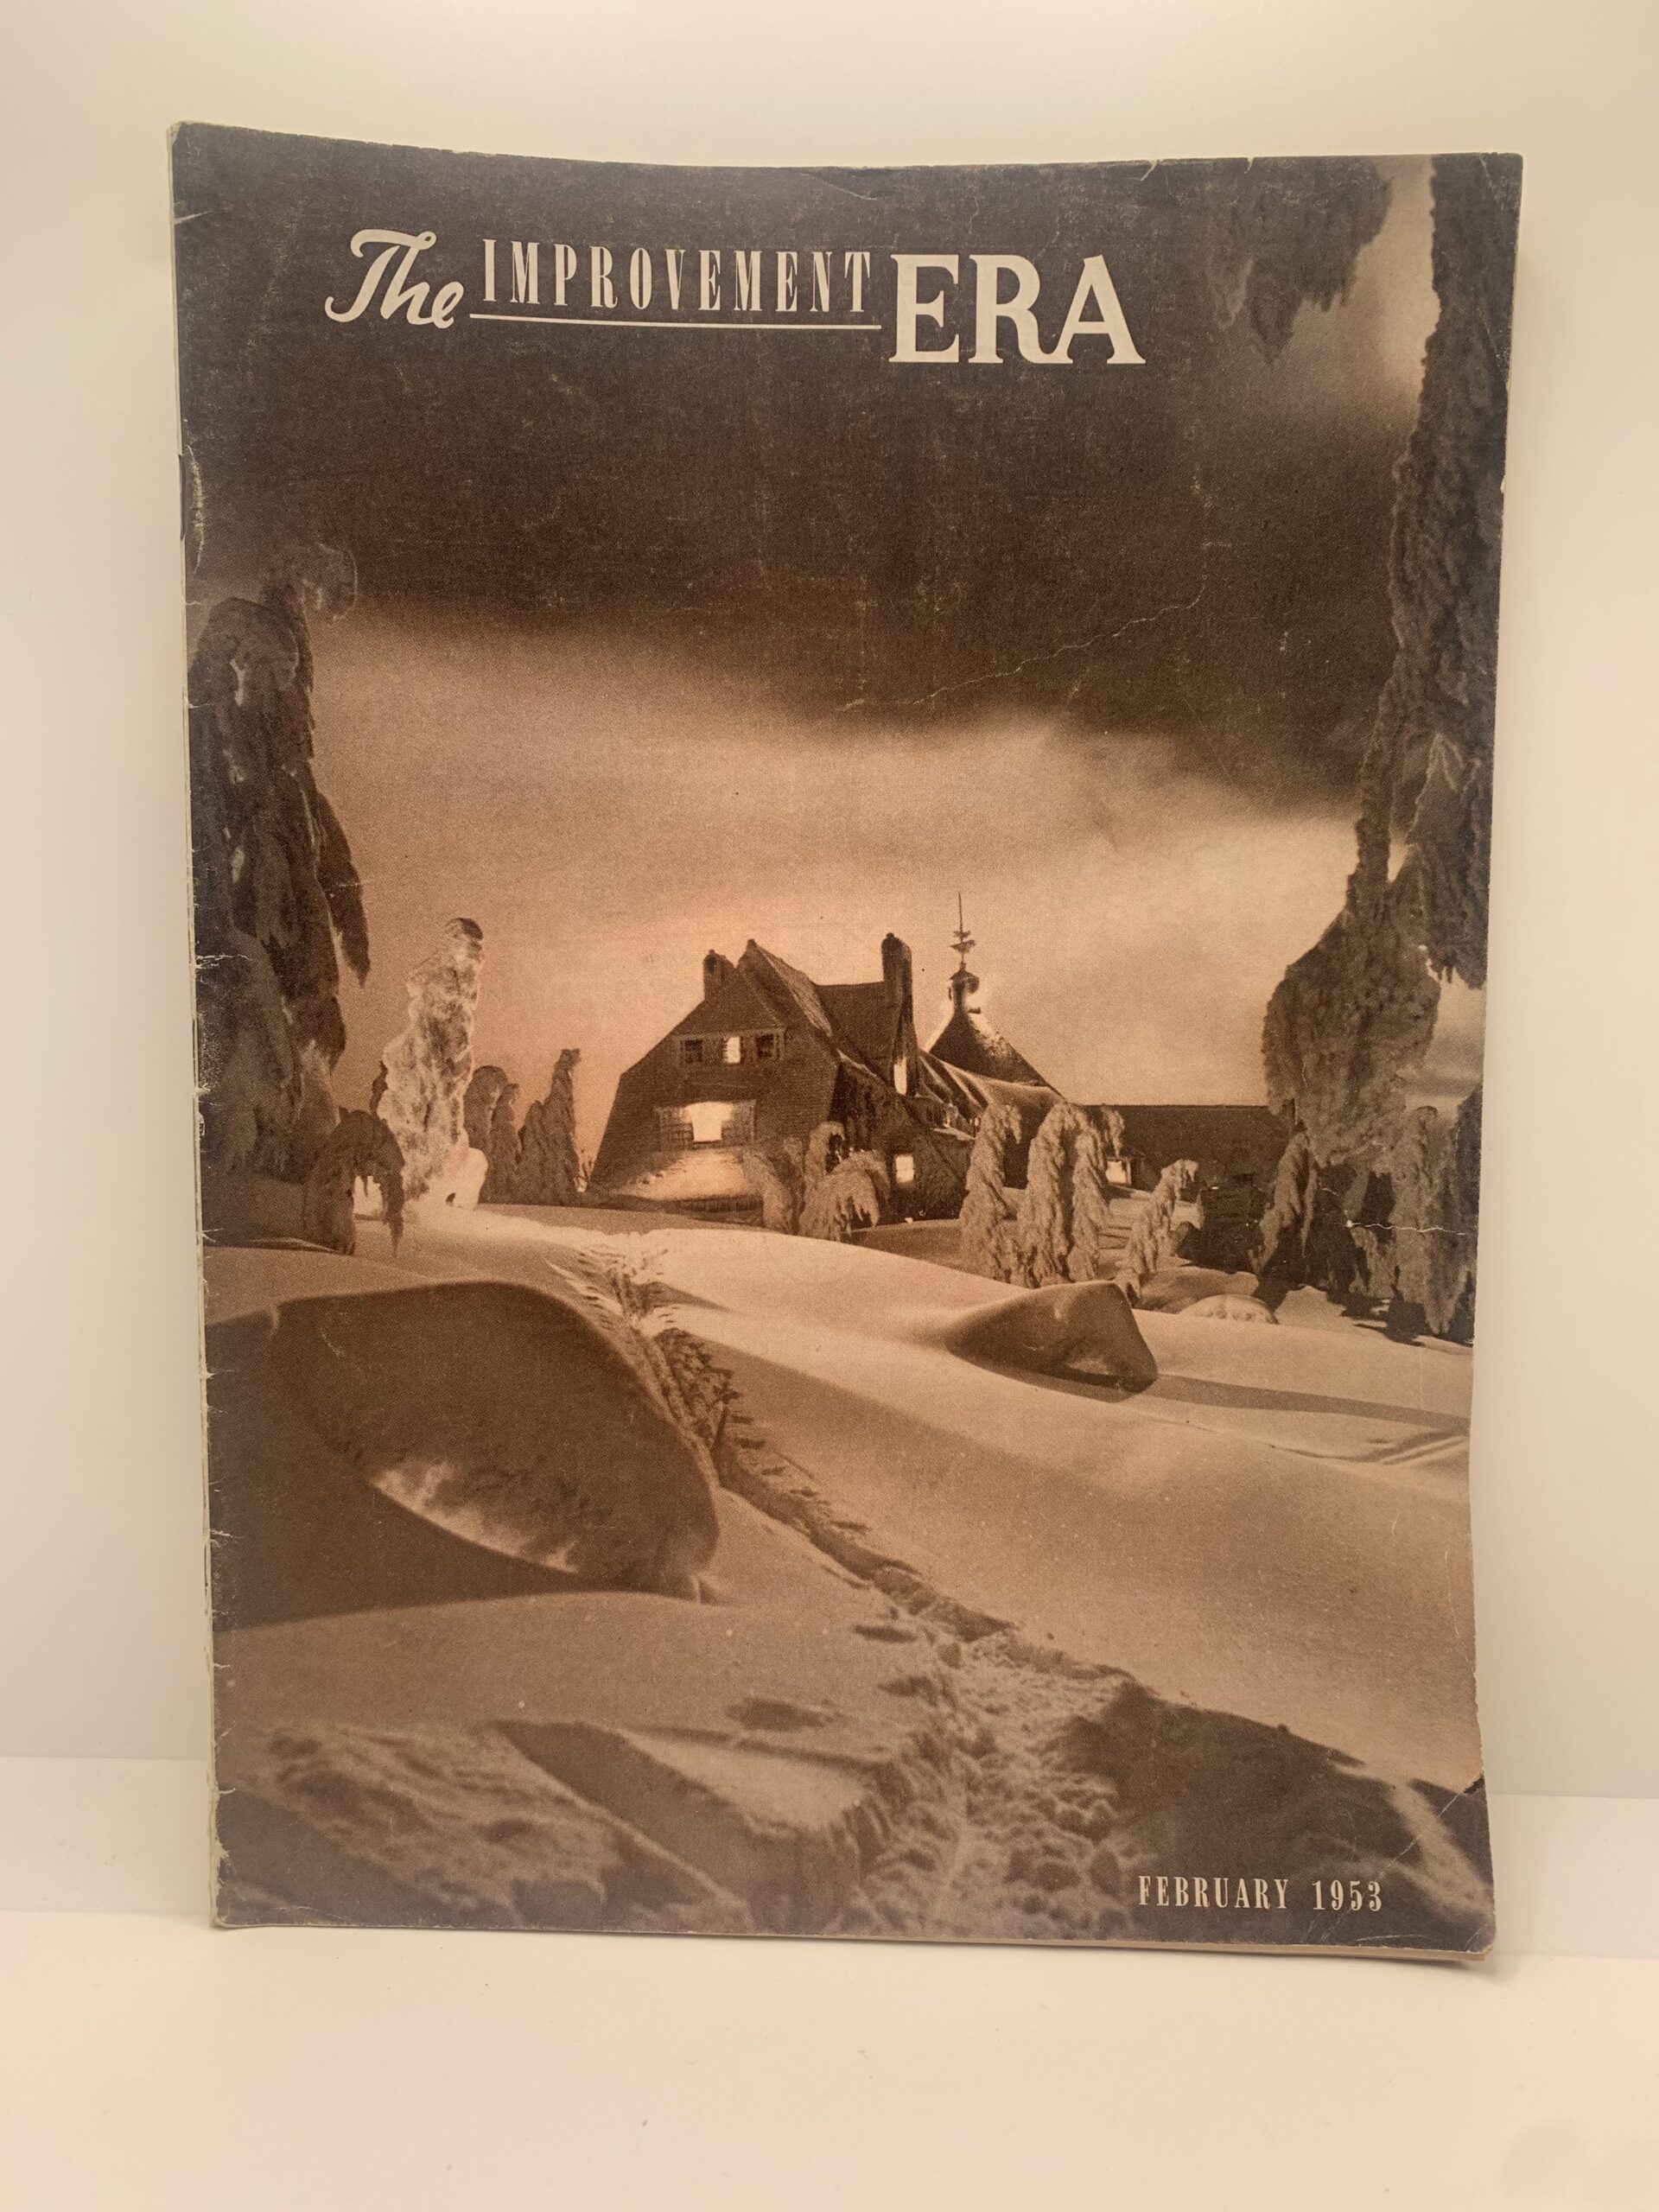 The IMPROVEMENT ERA
FEBRUARY 1953